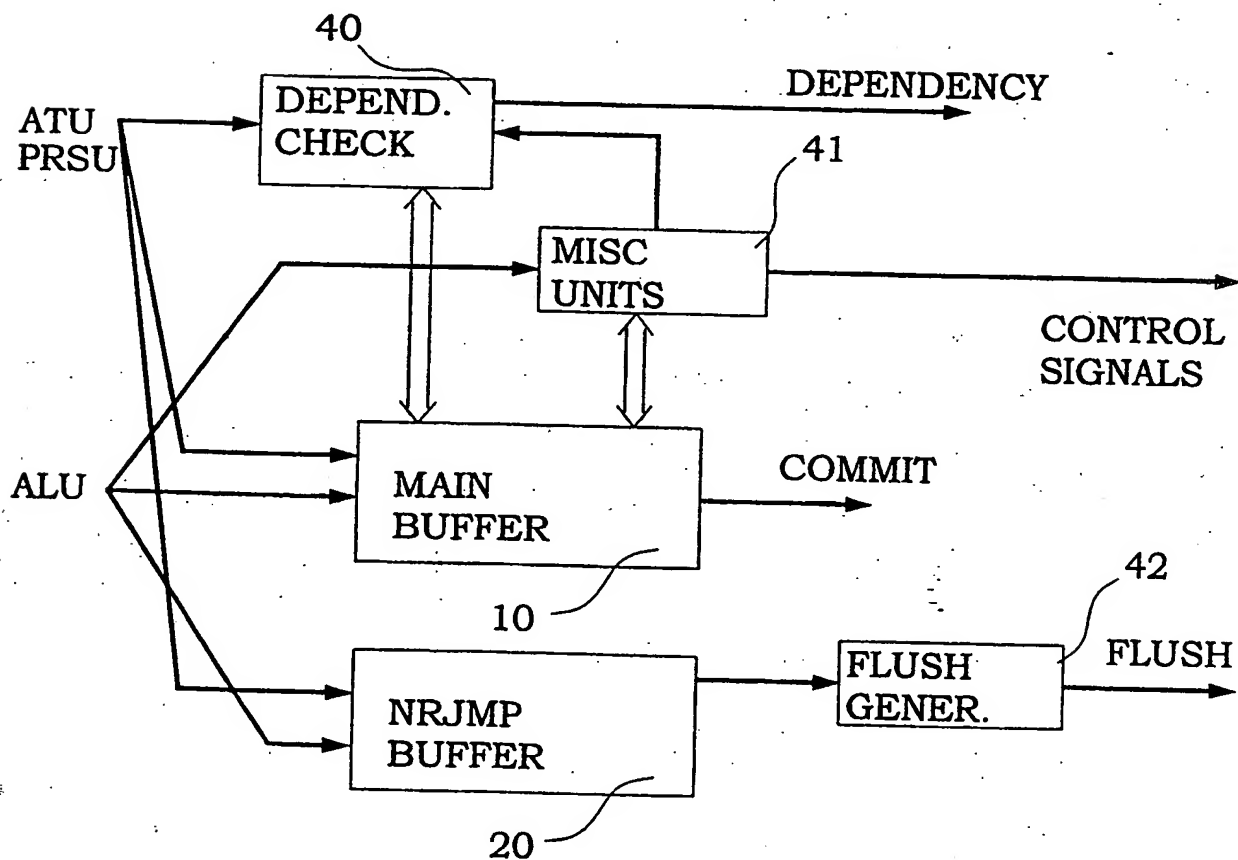 40
DEPEND.
CHECK
DEPENDENCY
ATU
PRSU
41
MISC
UNITS
CONTROL
SIGNALS
ALU
MAIN
BUFFER
COMMIT
10
42
NRJMP
BUFFER
FLUSH
GENER.
FLUSH
20